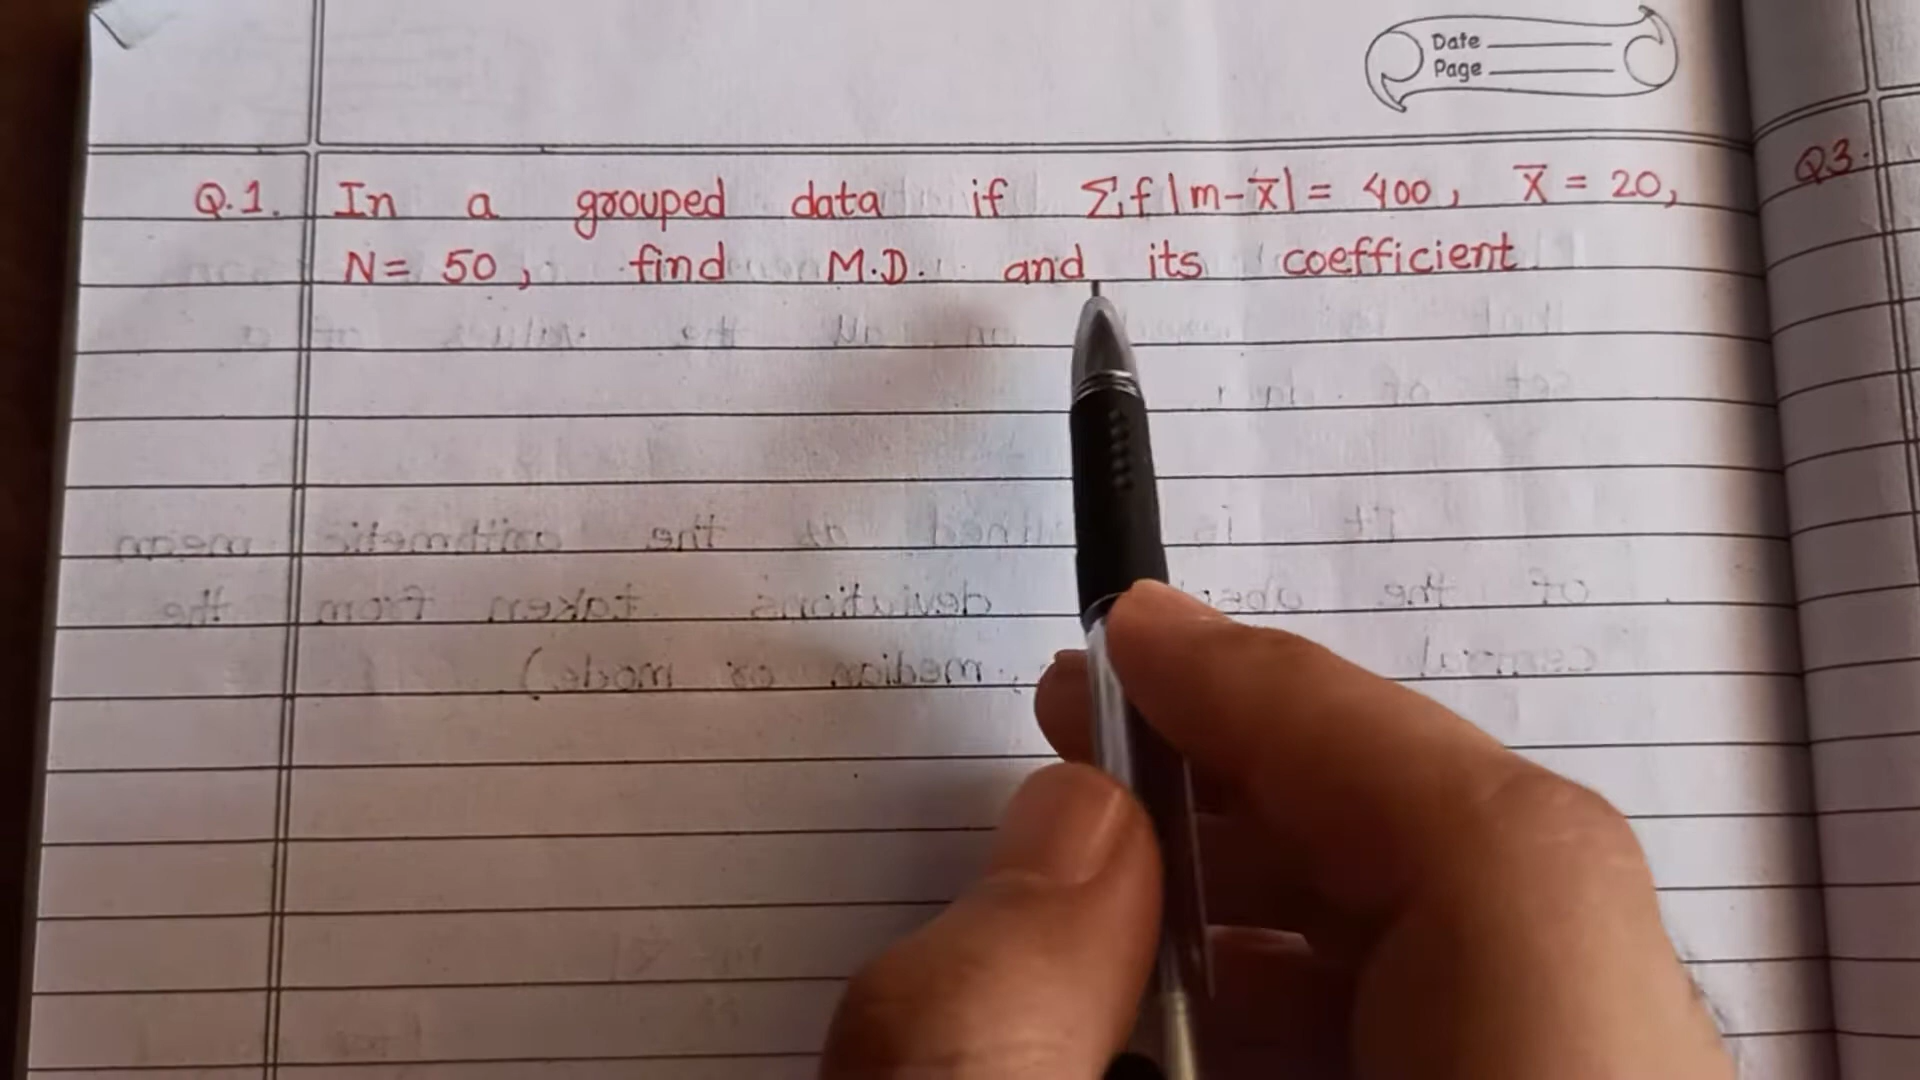 Date
Page
Q.1. In a grouped data if Σf|m-x̄| = 400, x̄ = 20,
N = 50, find M.D. and its coefficient
Q3.